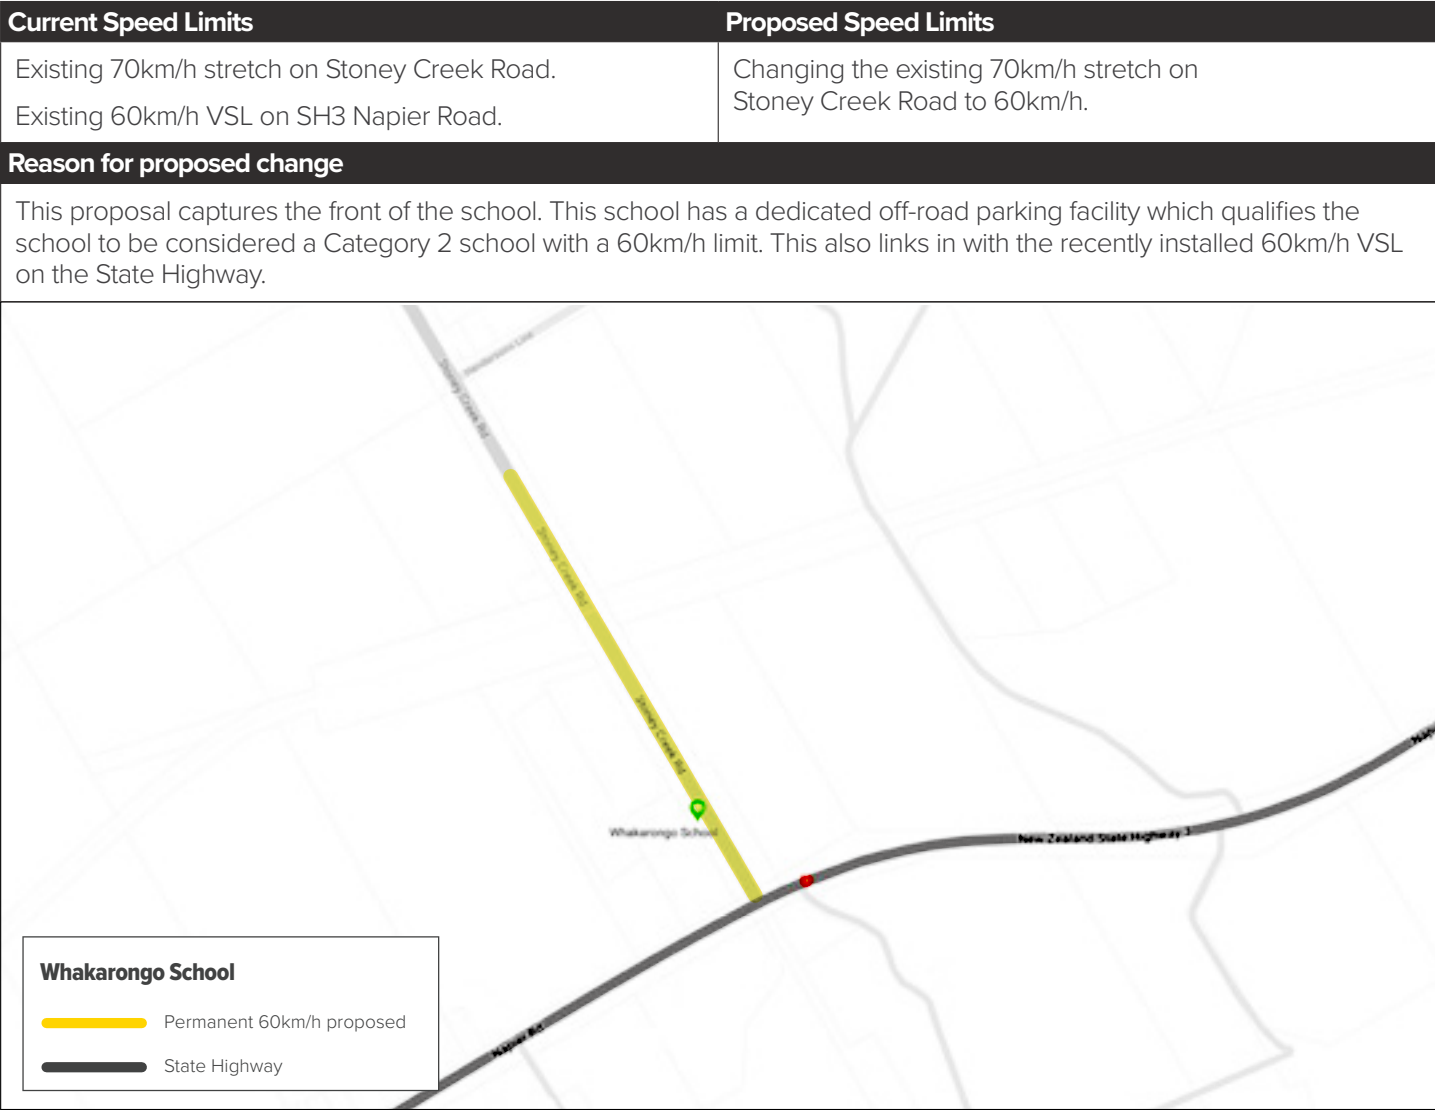 Current Speed Limits
Proposed Speed Limits
Existing 70km/h stretch on Stoney Creek Road.
Existing 60km/h VSL on SH3 Napier Road.
Changing the existing 70km/h stretch on
Stoney Creek Road to 60km/h.
Reason for proposed change
This proposal captures the front of the school. This school has a dedicated off-road parking facility which qualifies the
school to be considered a Category 2 school with a 60km/h limit. This also links in with the recently installed 60km/h VSL
on the State Highway.
Hendersons Line
Stoney Creek Rd
Stoney Creek Rd
Stoney Creek Rd
Whakarongo School
New Zealand State Highway 3
Napier Rd
Whakarongo School
Permanent 60km/h proposed
State Highway